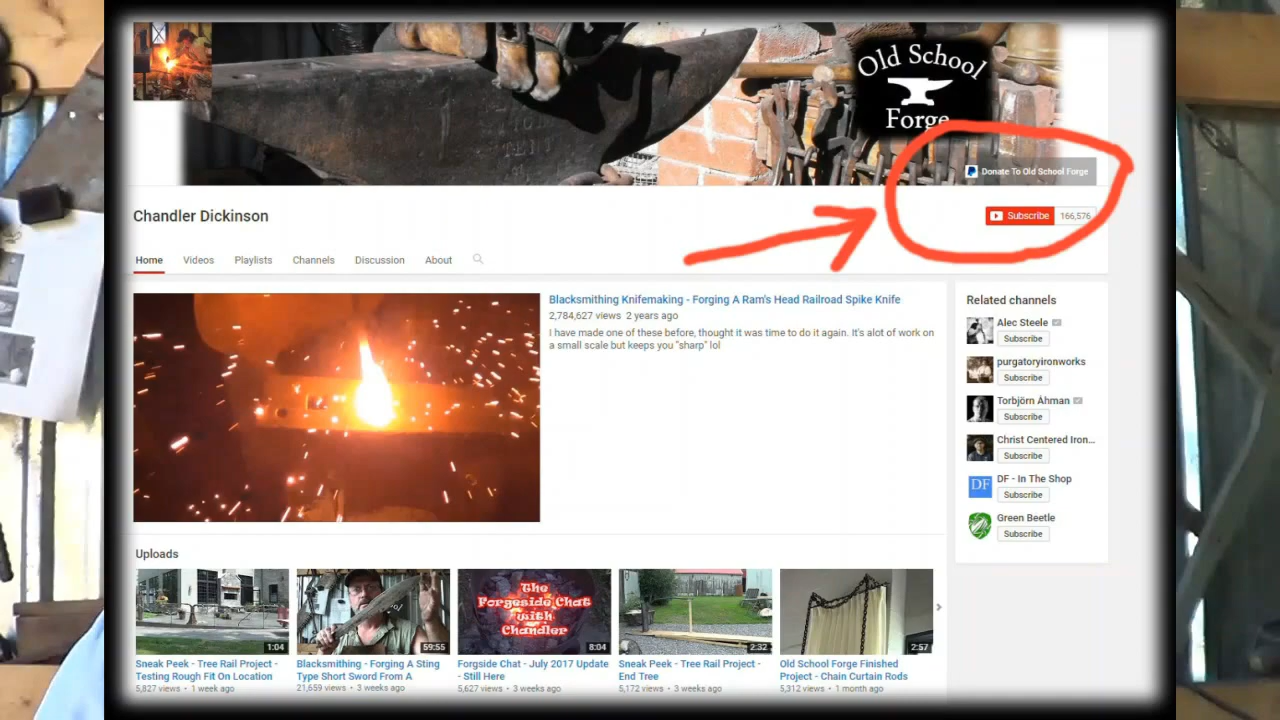 Old School
Forge
Donate To Old School Forge
Chandler Dickinson
Subscribe 166,576
Home Videos Playlists Channels Discussion About
Blacksmithing Knifemaking - Forging A Ram's Head Railroad Spike Knife
2,784,627 views 2 years ago
I have made one of these before, thought it was time to do it again. It's alot of work on
a small scale but keeps you "sharp" lol
Related channels
Alec Steele
Subscribe
purgatoryironworks
Subscribe
Torbjörn Åhman
Subscribe
Christ Centered Iron...
Subscribe
DF
DF - In The Shop
Subscribe
Green Beetle
Subscribe
Uploads
1:04
Sneak Peek - Tree Rail Project -
Testing Rough Fit On Location
5,827 views • 1 week ago
59:55
Blacksmithing - Forging A Sting
Type Short Sword From A
21,659 views • 3 weeks ago
The
Forgeside Chat
with
Chandler
8:04
Forgside Chat - July 2017 Update
- Still Here
5,627 views • 3 weeks ago
2:32
Sneak Peek - Tree Rail Project -
End Tree
5,172 views • 3 weeks ago
2:57
Old School Forge Finished
Project - Chain Curtain Rods
5,312 views • 1 month ago